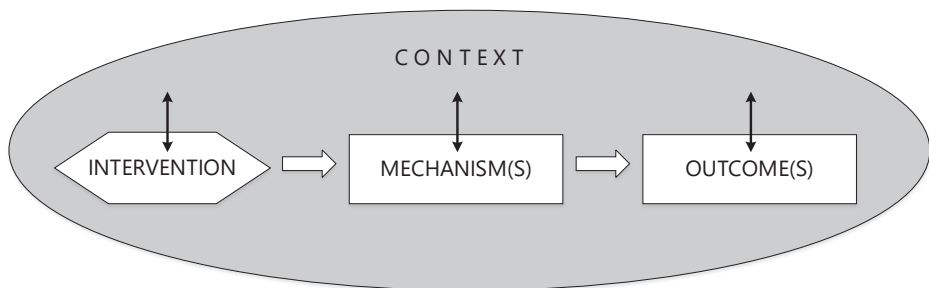 CONTEXT
INTERVENTION
MECHANISM(S)
OUTCOME(S)